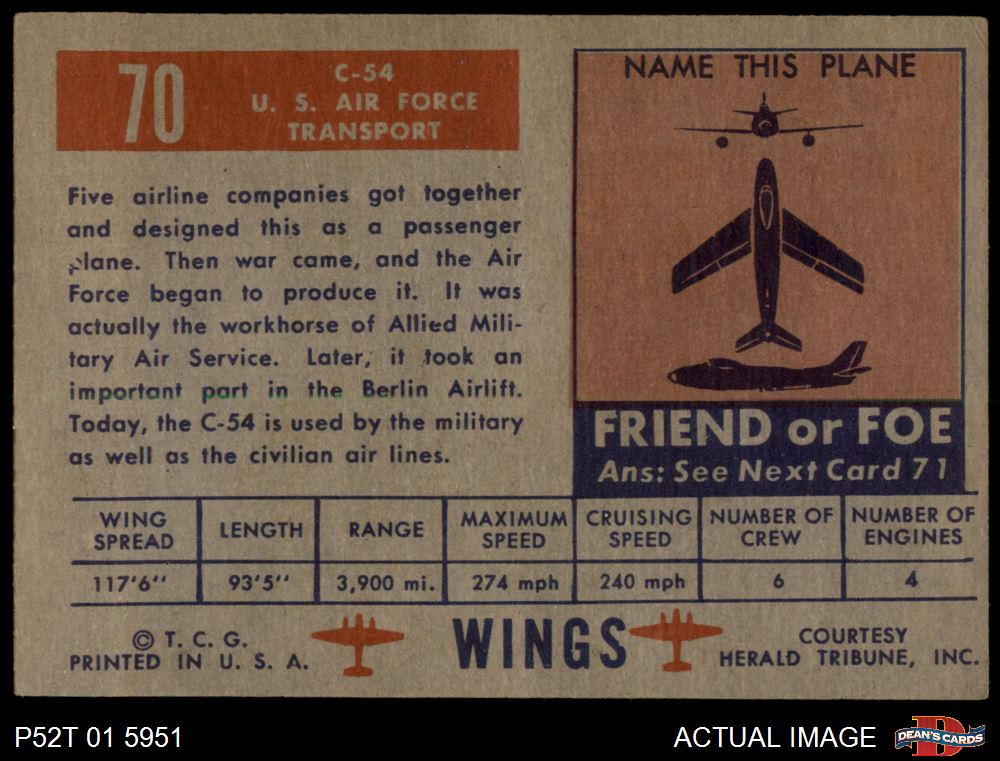 70
C-54
U. S. AIR FORCE
TRANSPORT
Five airline companies got together
and designed this as a passenger
plane. Then war came, and the Air
Force began to produce it. It was
actually the workhorse of Allied Mili-
tary Air Service. Later, it took an
important part in the Berlin Airlift.
Today, the C-54 is used by the military
as well as the civilian air lines.
NAME THIS PLANE
FRIEND or FOE
Ans: See Next Card 71
WING SPREAD
LENGTH
RANGE
MAXIMUM SPEED
CRUISING SPEED
NUMBER OF CREW
NUMBER OF ENGINES
117'6''
93'5''
3,900 mi.
274 mph
240 mph
6
4
© T. C. G.
PRINTED IN U. S. A.
WINGS
COURTESY
HERALD TRIBUNE, INC.
P52T 01 5951
ACTUAL IMAGE
D
DEAN'S CARDS